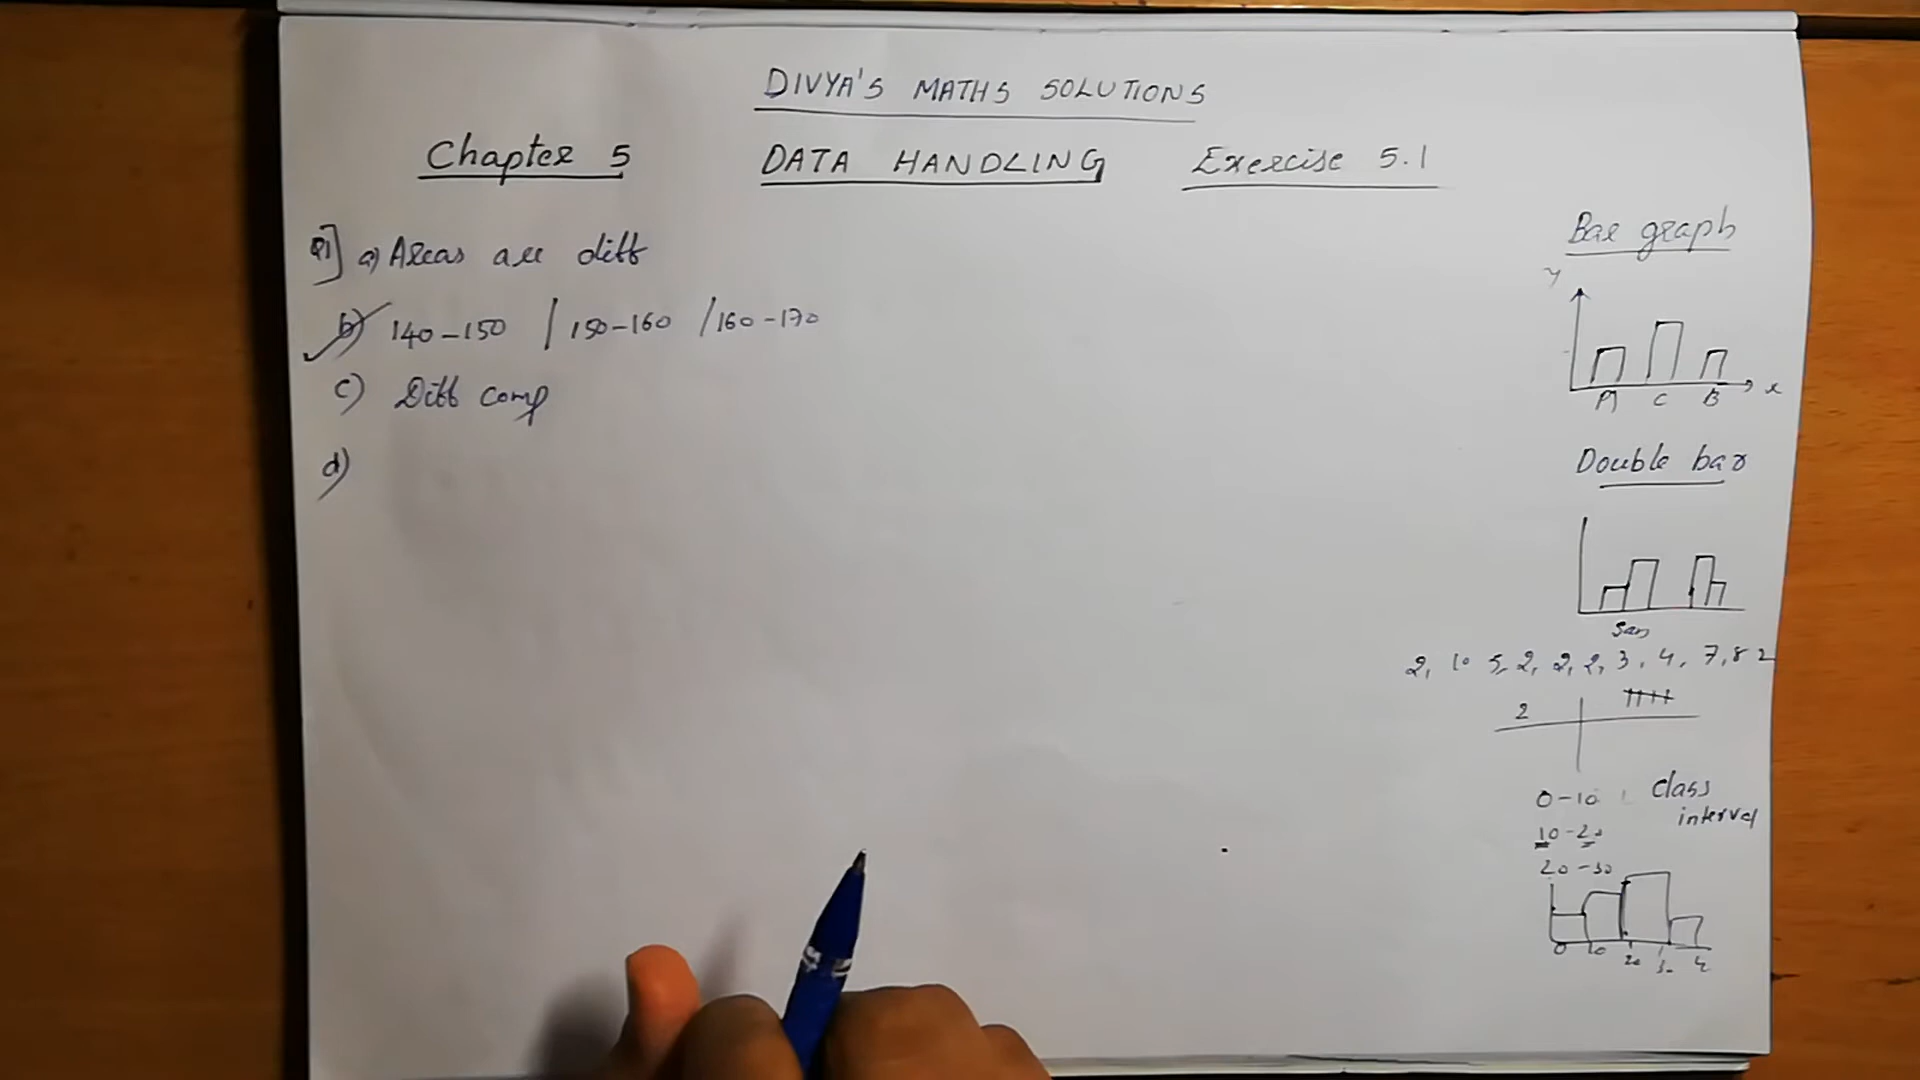 DIVYA'S MATHS SOLUTIONS
Chapter 5 DATA HANDLING Exercise 5.1
Q1] a) Areas are diff
b) 140-150 / 150-160 / 160-170
c) Diff comp
d)
Bar graph
y
x
M C B
Double bar
San
2, 10 5, 2, 2, 2, 3, 4, 7, 8 2
2
0-10 class
interval
10-20
20-30
0 10 20 30